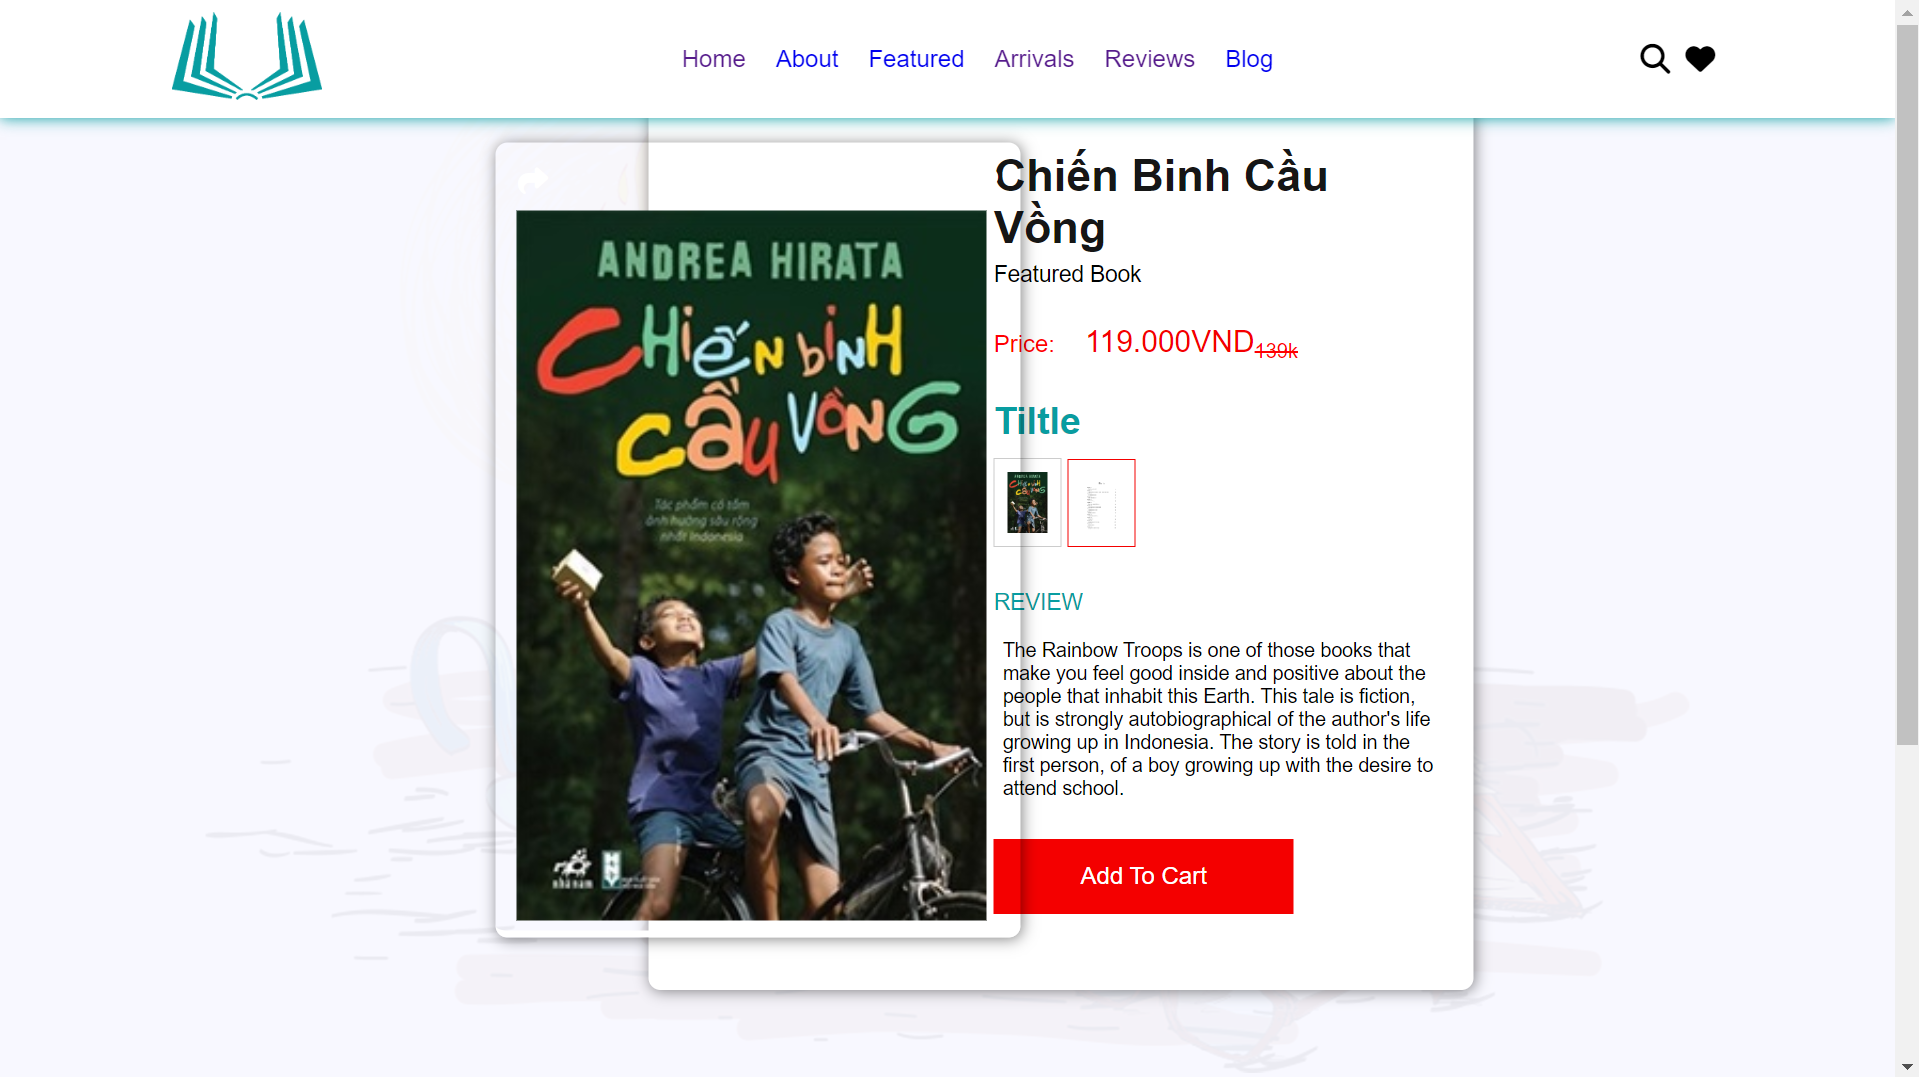 Home About Featured Arrivals Reviews Blog
ANDREA HIRATA
CHIẾN BINH
CẦU VỒNG
Tác phẩm có tầm
ảnh hưởng sâu rộng
nhất Indonesia
nhã nam
Chiến Binh Cầu
Vồng
Featured Book
Price: 119.000VND 139k
Tiltle
REVIEW
The Rainbow Troops is one of those books that
make you feel good inside and positive about the
people that inhabit this Earth. This tale is fiction,
but is strongly autobiographical of the author's life
growing up in Indonesia. The story is told in the
first person, of a boy growing up with the desire to
attend school.
Add To Cart